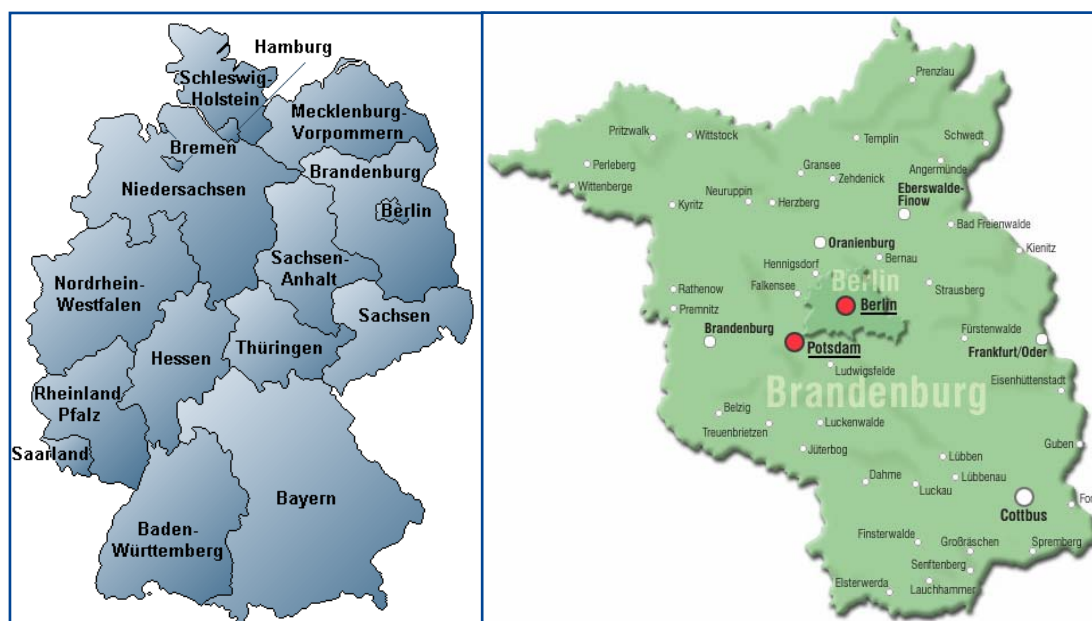 Hamburg
Schleswig-
Holstein
Mecklenburg-
Vorpommern
Bremen
Brandenburg
Niedersachsen
Berlin
Sachsen-
Anhalt
Nordrhein-
Westfalen
Sachsen
Hessen
Thüringen
Rheinland
Pfalz
Saarland
Bayern
Baden-
Württemberg
Prenzlau
Pritzwalk
Wittstock
Templin
Schwedt
Perleberg
Gransee
Angermünde
Zehdenick
Wittenberge
Neuruppin
Eberswalde-
Finow
Kyritz
Herzberg
Bad Freienwalde
Oranienburg
Kienitz
Bernau
Hennigsdorf
Berlin
Rathenow
Falkensee
Strausberg
Premnitz
Berlin
Brandenburg
Fürstenwalde
Potsdam
Frankfurt/Oder
Ludwigsfelde
Eisenhüttenstadt
Brandenburg
Belzig
Treuenbrietzen
Luckenwalde
Guben
Jüterbog
Lübben
Dahme
Lübbenau
Luckau
Fo
Cottbus
Finsterwalde
Großräschen
Spremberg
Senftenberg
Elsterwerda
Lauchhammer